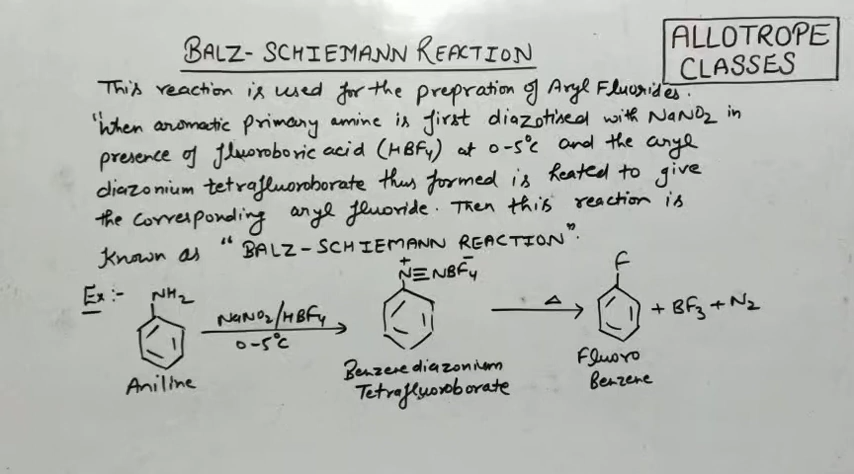 BALZ-SCHIEMANN REACTION
ALLOTROPE
CLASSES
This reaction is used for the prepration of Aryl Fluorides.
"When aromatic primary amine is first diazotised with NaNO2 in
presence of fluoroboric acid (HBF4) at 0-5°c and the aryl
diazonium tetrafluoroborate thus formed is heated to give
the corresponding aryl fluoride. Then this reaction is
known as "BALZ-SCHIEMANN REACTION".
Ex:-
NH2
NaNO2/HBF4
0-5°C
Aniline
N+≡NBF4-
Benzene diazonium
Tetrafluoroborate
Δ
F
Fluoro
Benzene
+ BF3 + N2